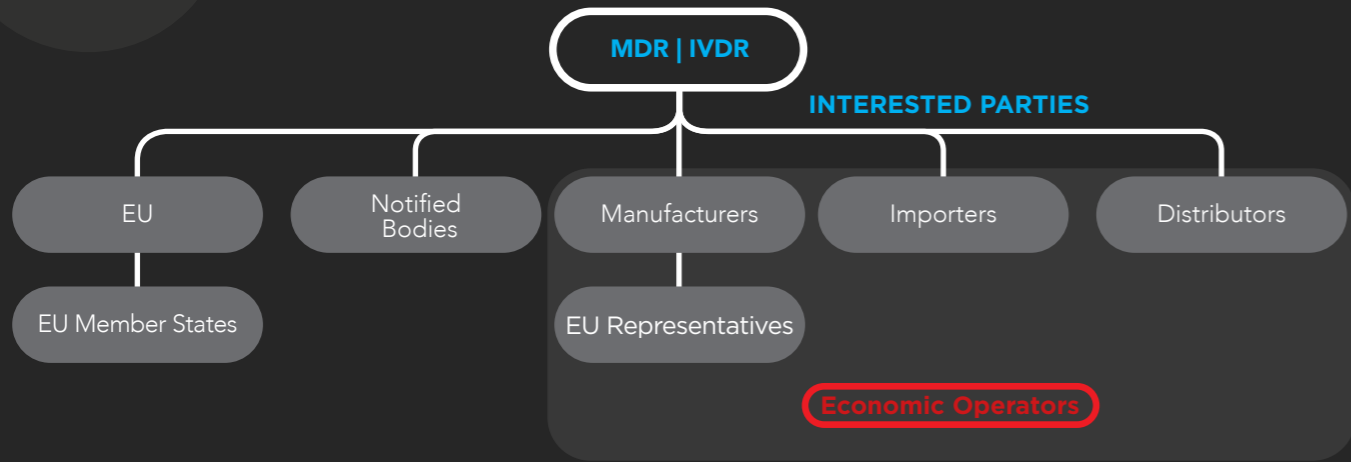 MDR | IVDR
INTERESTED PARTIES
EU
Notified
Bodies
Manufacturers
Importers
Distributors
EU Member States
EU Representatives
Economic Operators